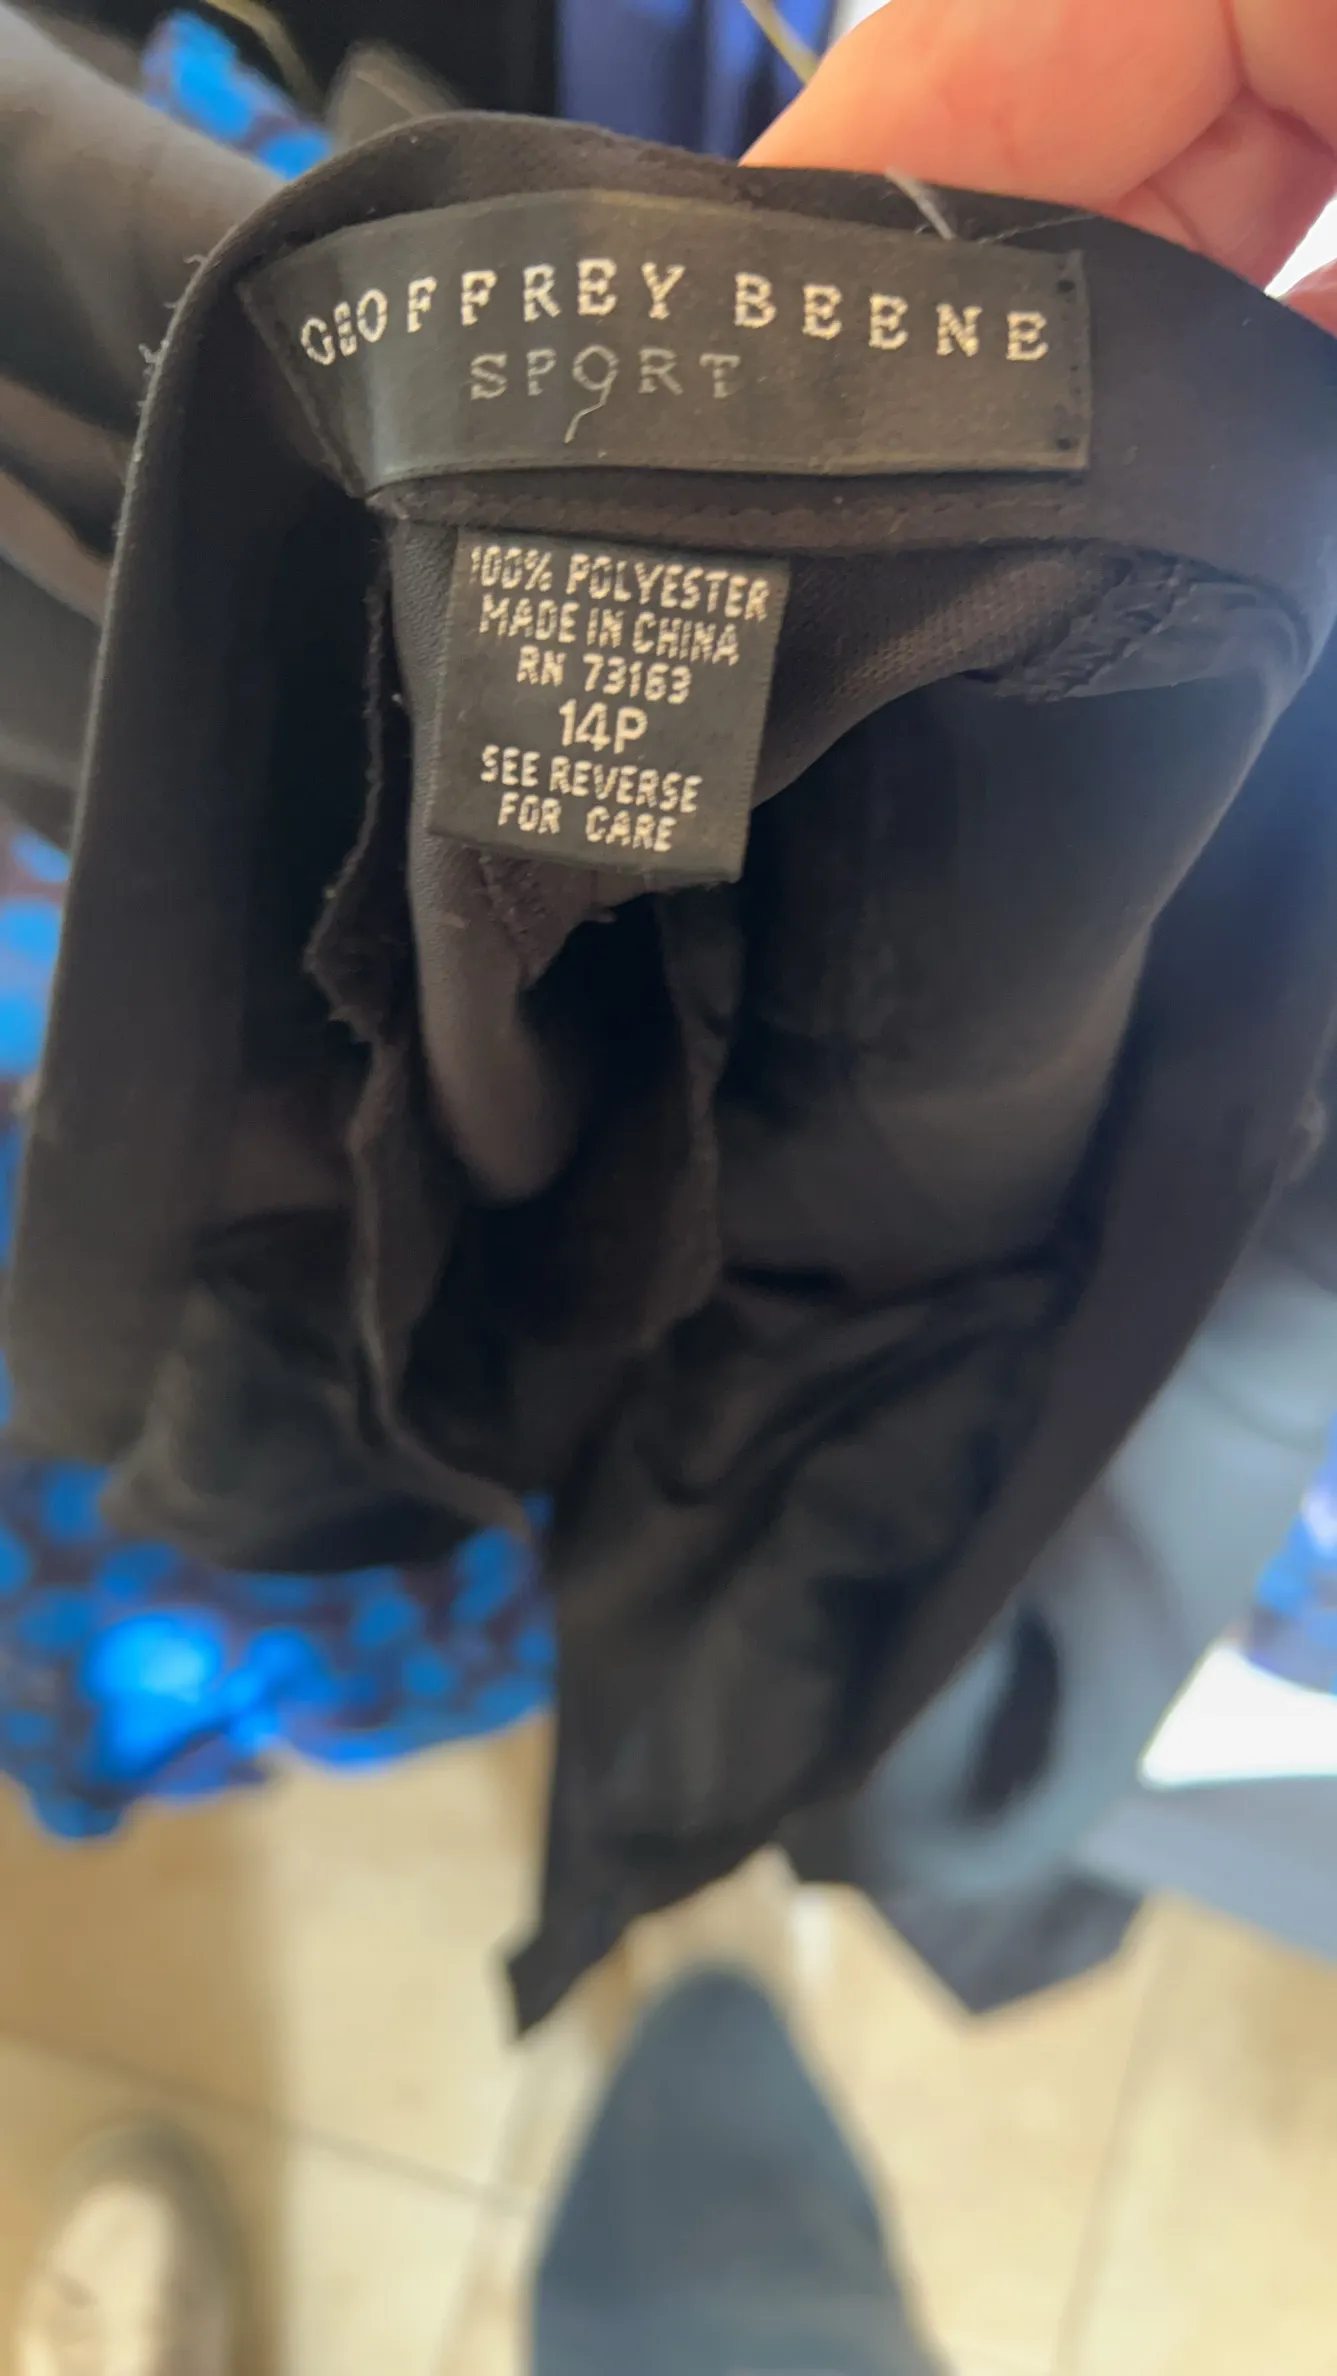 GEOFFREY BEENE
SPORT
100% POLYESTER
MADE IN CHINA
RN 73163
14P
SEE REVERSE
FOR CARE